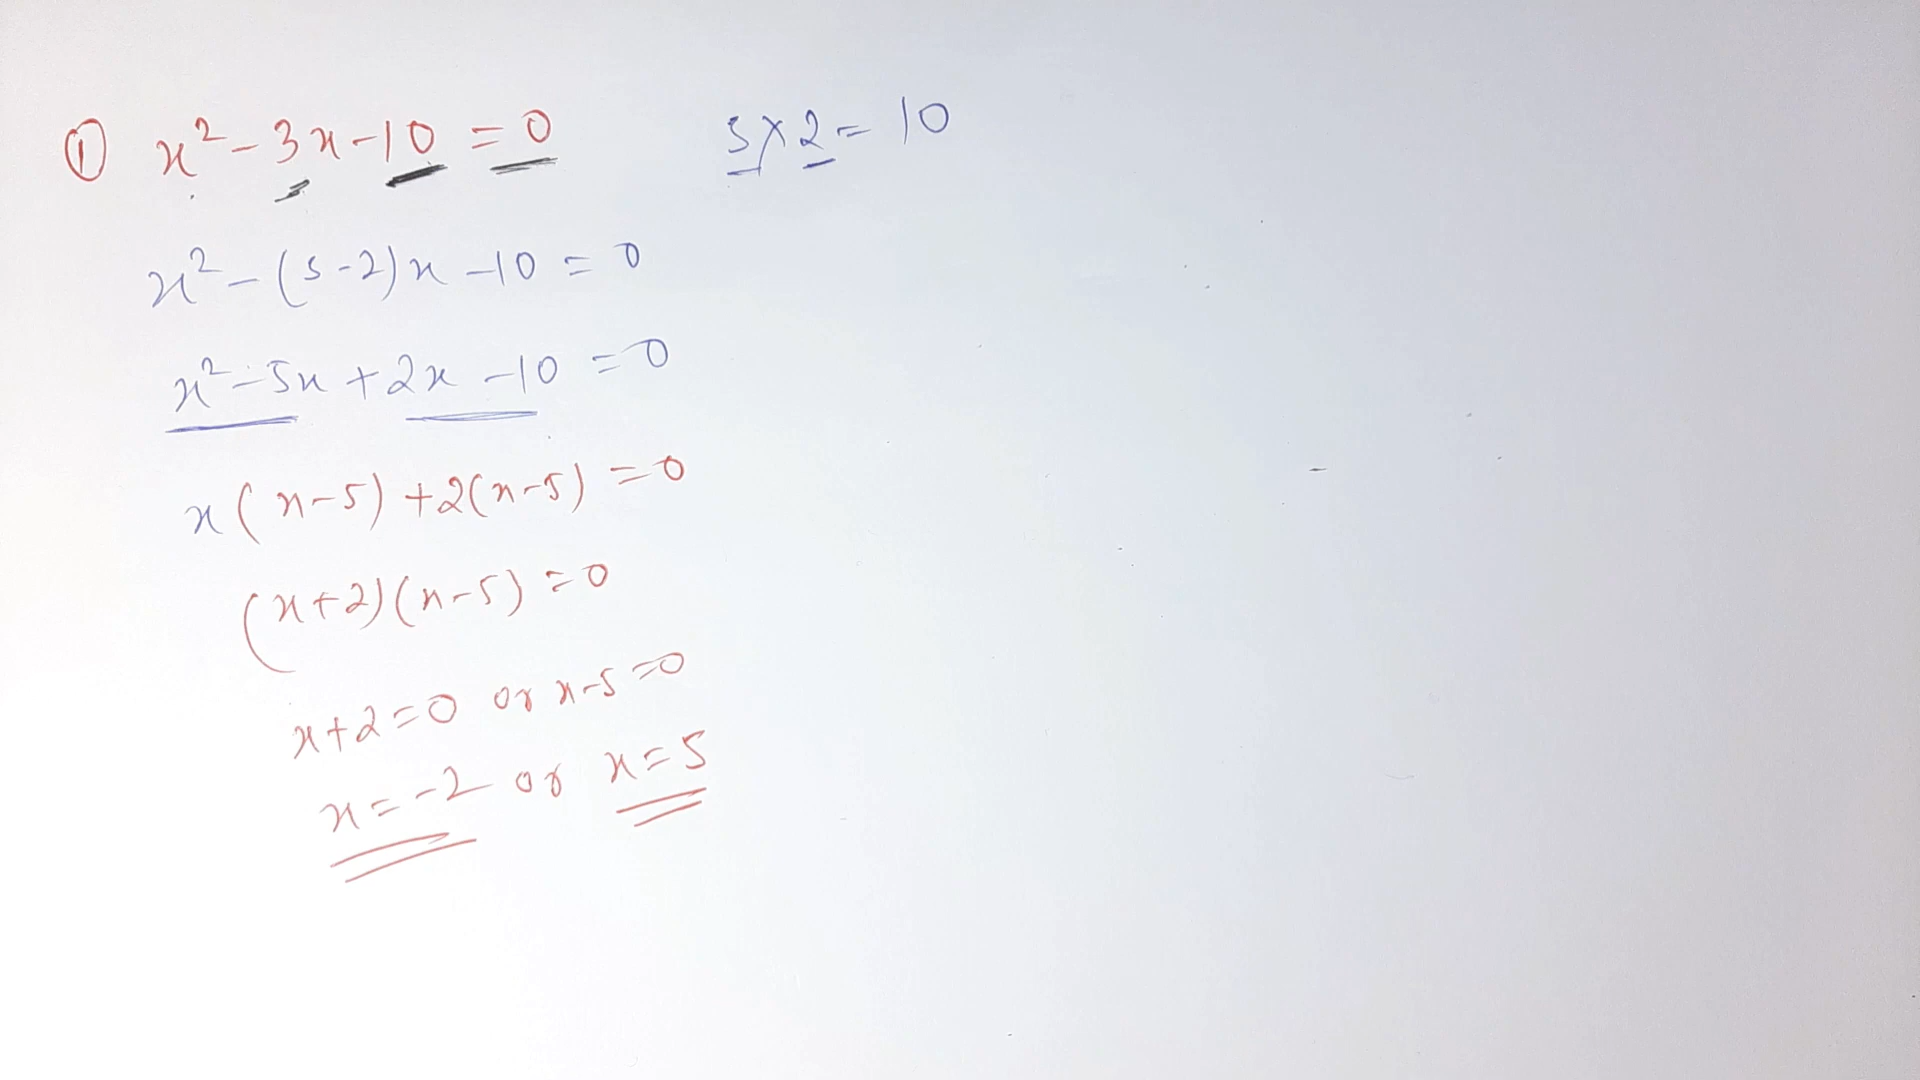 ① x² - 3x - 10 = 0
5 × 2 = 10
x² - (5-2)x - 10 = 0
x² - 5x + 2x - 10 = 0
x(x-5) + 2(x-5) = 0
(x+2)(x-5) = 0
x+2 = 0 or x-5 = 0
x = -2 or x = 5